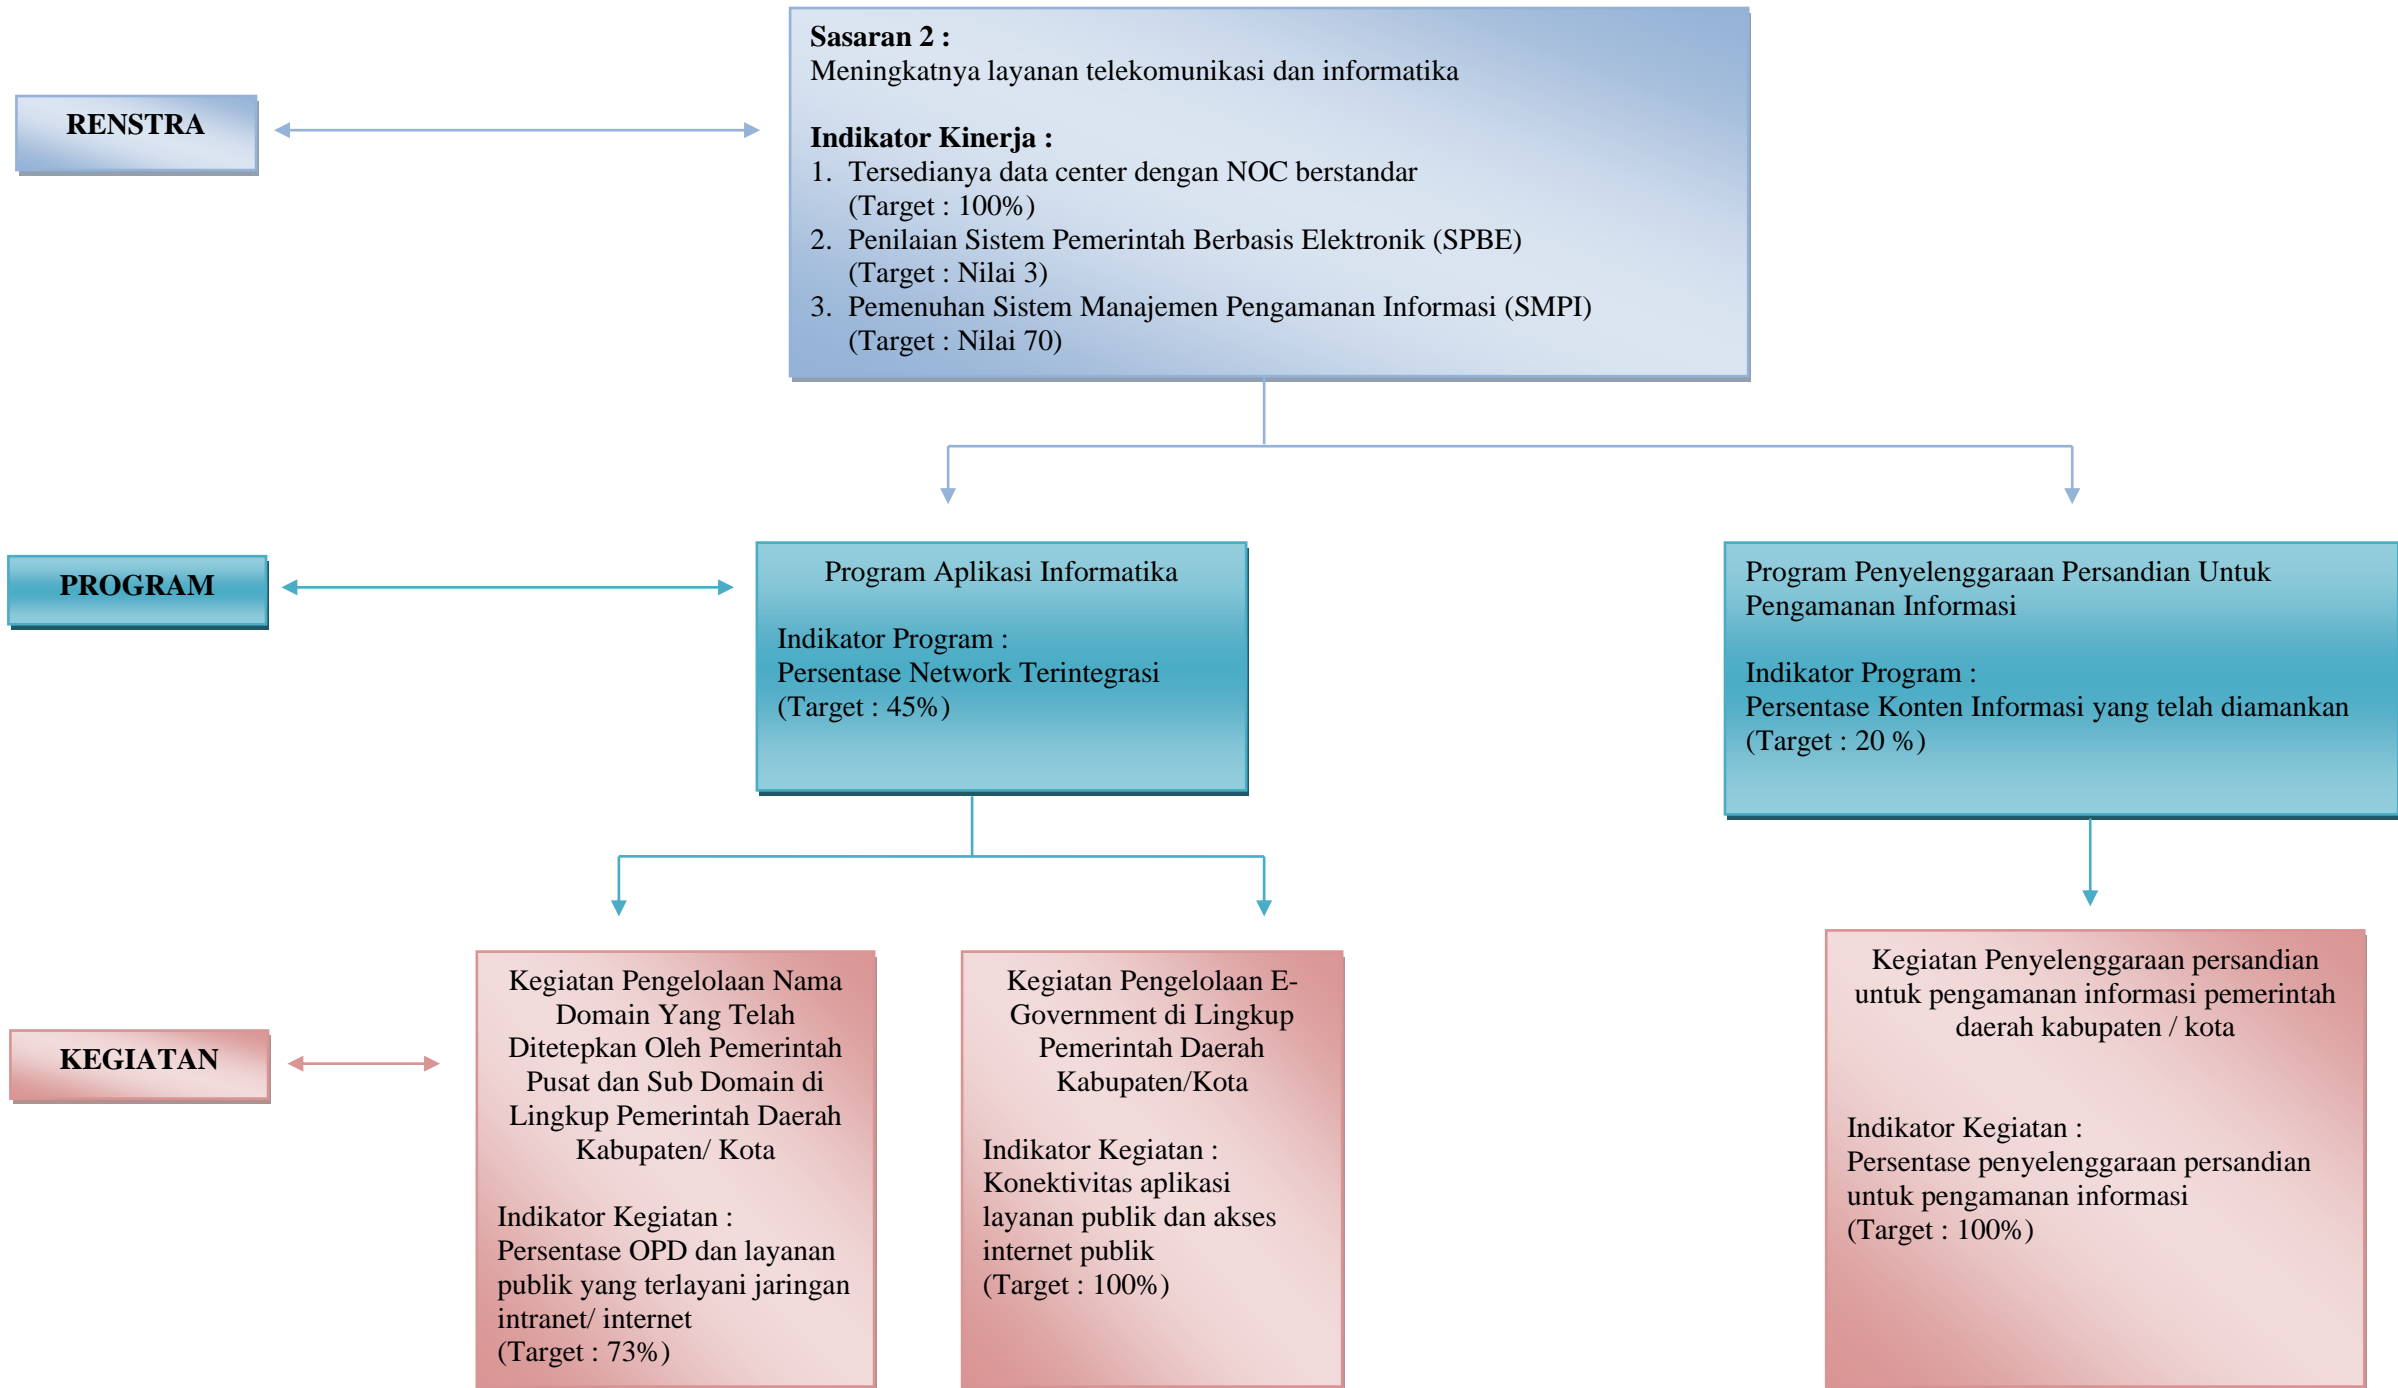 Sasaran 2 :
Meningkatnya layanan telekomunikasi dan informatika
RENSTRA
Indikator Kinerja :
1. Tersedianya data center dengan NOC berstandar
(Target : 100%)
2. Penilaian Sistem Pemerintah Berbasis Elektronik (SPBE)
(Target : Nilai 3)
3. Pemenuhan Sistem Manajemen Pengamanan Informasi (SMPI)
(Target : Nilai 70)
PROGRAM
Program Aplikasi Informatika
Indikator Program :
Persentase Network Terintegrasi
(Target : 45%)
Program Penyelenggaraan Persandian Untuk
Pengamanan Informasi
Indikator Program :
Persentase Konten Informasi yang telah diamankan
(Target : 20 %)
KEGIATAN
Kegiatan Pengelolaan Nama
Domain Yang Telah
Ditetepkan Oleh Pemerintah
Pusat dan Sub Domain di
Lingkup Pemerintah Daerah
Kabupaten/ Kota
Indikator Kegiatan :
Persentase OPD dan layanan
publik yang terlayani jaringan
intranet/ internet
(Target : 73%)
Kegiatan Pengelolaan E-
Government di Lingkup
Pemerintah Daerah
Kabupaten/Kota
Indikator Kegiatan :
Konektivitas aplikasi
layanan publik dan akses
internet publik
(Target : 100%)
Kegiatan Penyelenggaraan persandian
untuk pengamanan informasi pemerintah
daerah kabupaten / kota
Indikator Kegiatan :
Persentase penyelenggaraan persandian
untuk pengamanan informasi
(Target : 100%)